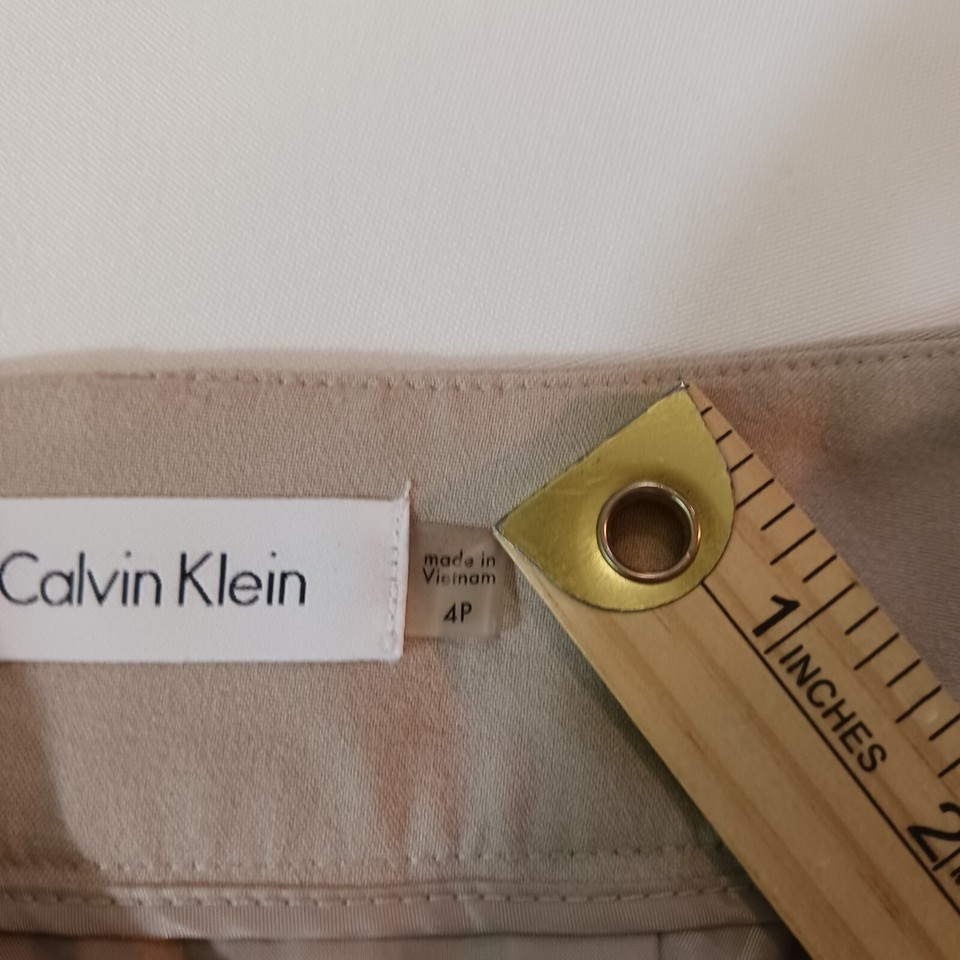 Calvin Klein
made in
Vietnam
4P
1 INCHES
2